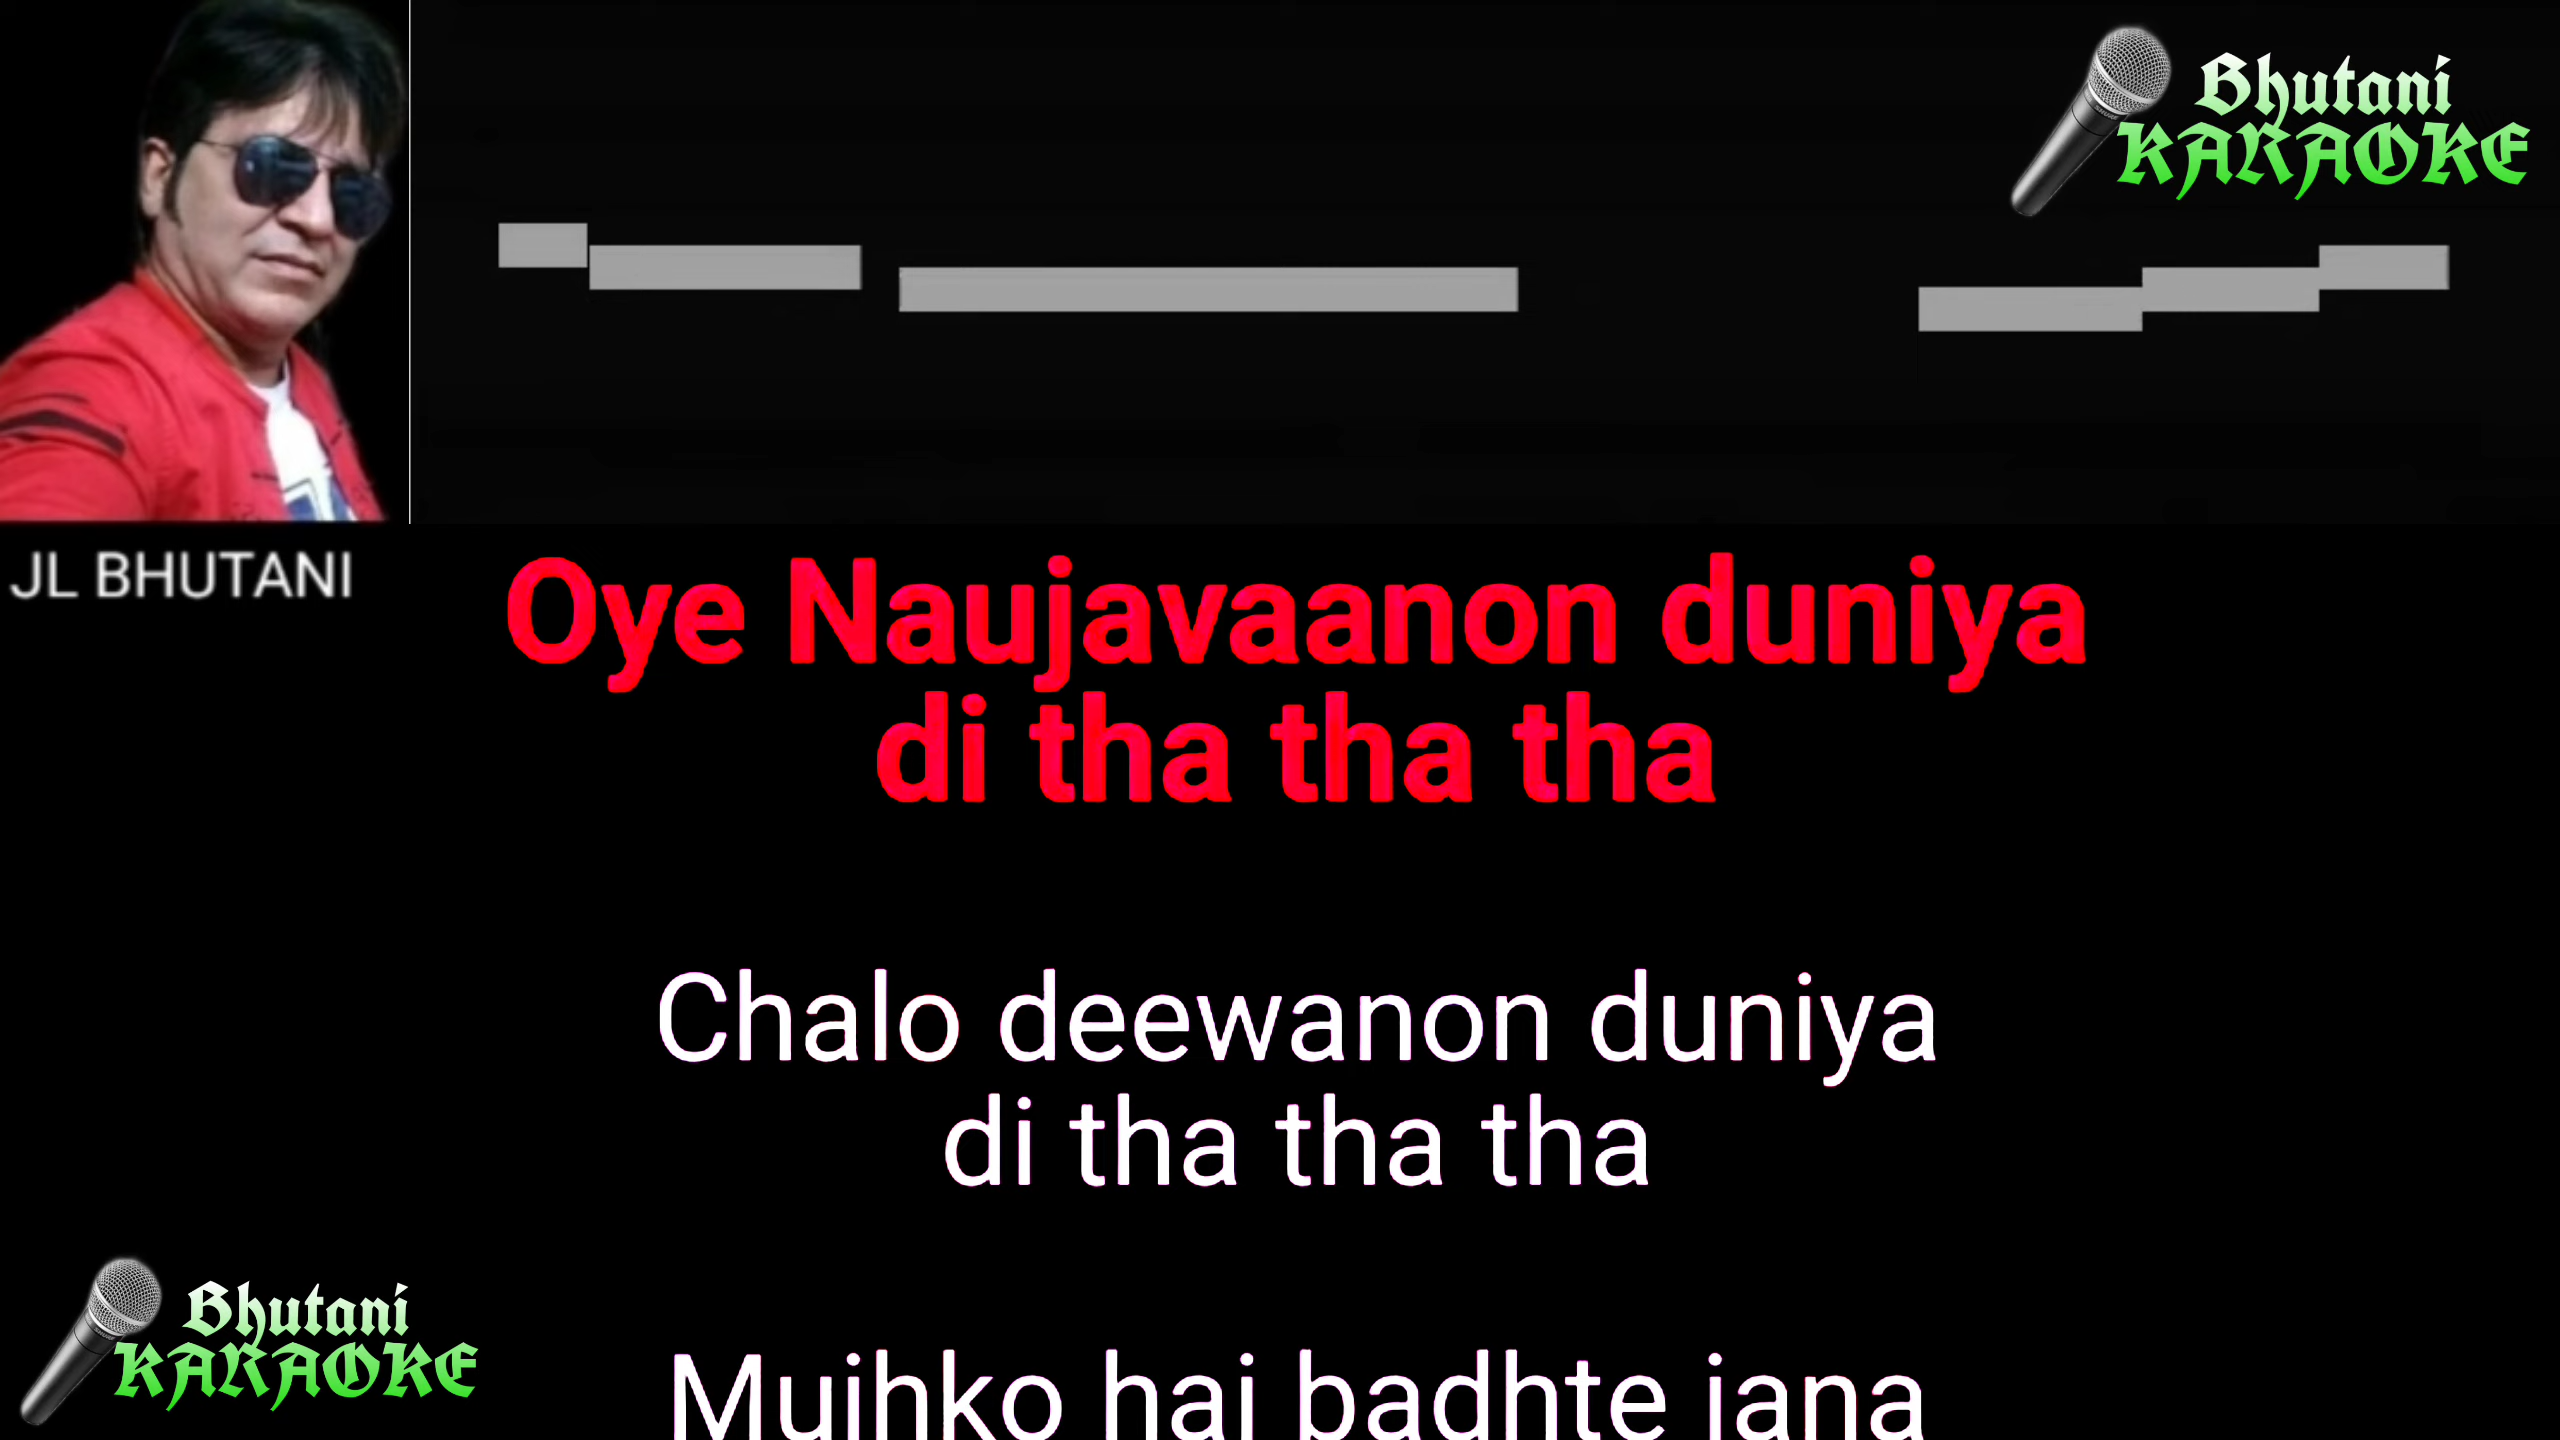 Bhutani
KARAOKE
JL BHUTANI
Oye Naujavaanon duniya
di tha tha tha
Chalo deewanon duniya
di tha tha tha
Mujhko hai badhte jana
Bhutani
KARAOKE